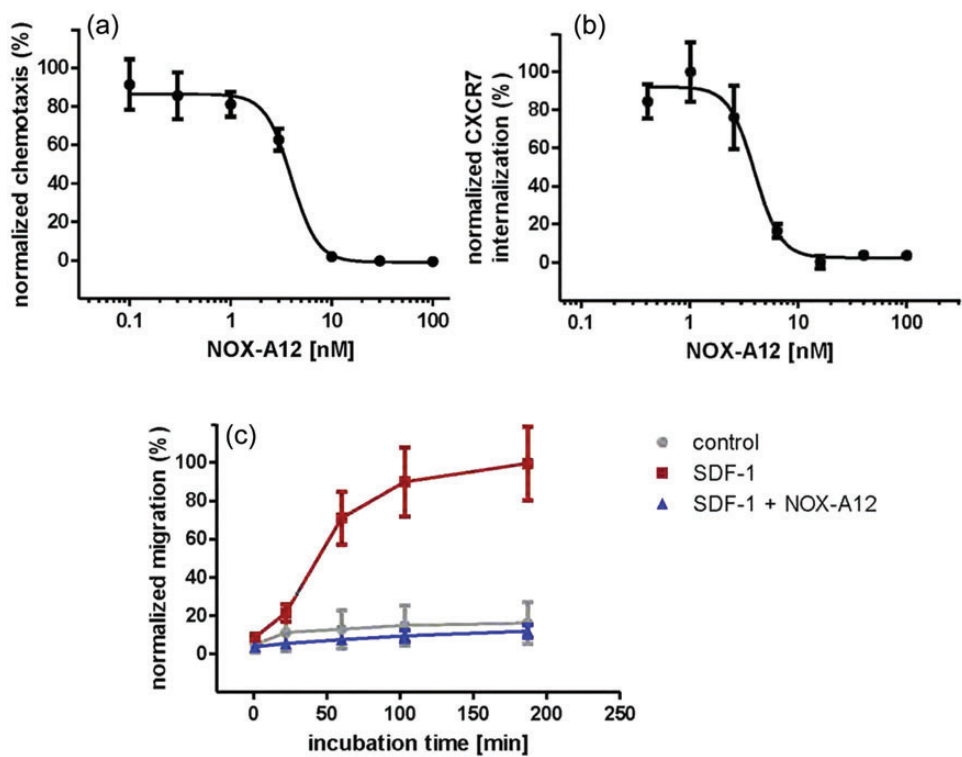 (a)
normalized chemotaxis (%)
100
80
60
40
20
0
0.1 1 10 100
NOX-A12 [nM]
(b)
normalized CXCR7
internalization (%)
100
80
60
40
20
0
0.1 1 10 100
NOX-A12 [nM]
(c)
normalized migration (%)
100
80
60
40
20
0
0 50 100 150 200 250
incubation time [min]
control
SDF-1
SDF-1 + NOX-A12